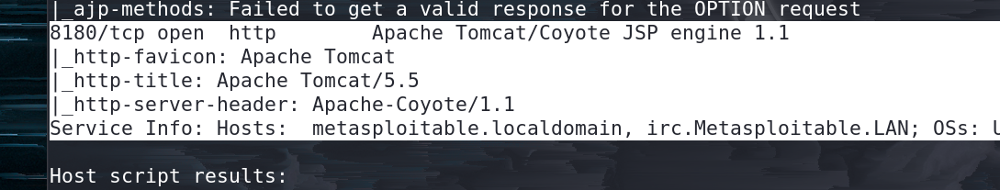 |_ajp-methods: Failed to get a valid response for the OPTION request
8180/tcp open  http        Apache Tomcat/Coyote JSP engine 1.1
|_http-favicon: Apache Tomcat
|_http-title: Apache Tomcat/5.5
|_http-server-header: Apache-Coyote/1.1
Service Info: Hosts:  metasploitable.localdomain, irc.Metasploitable.LAN; OSs: U
Host script results: